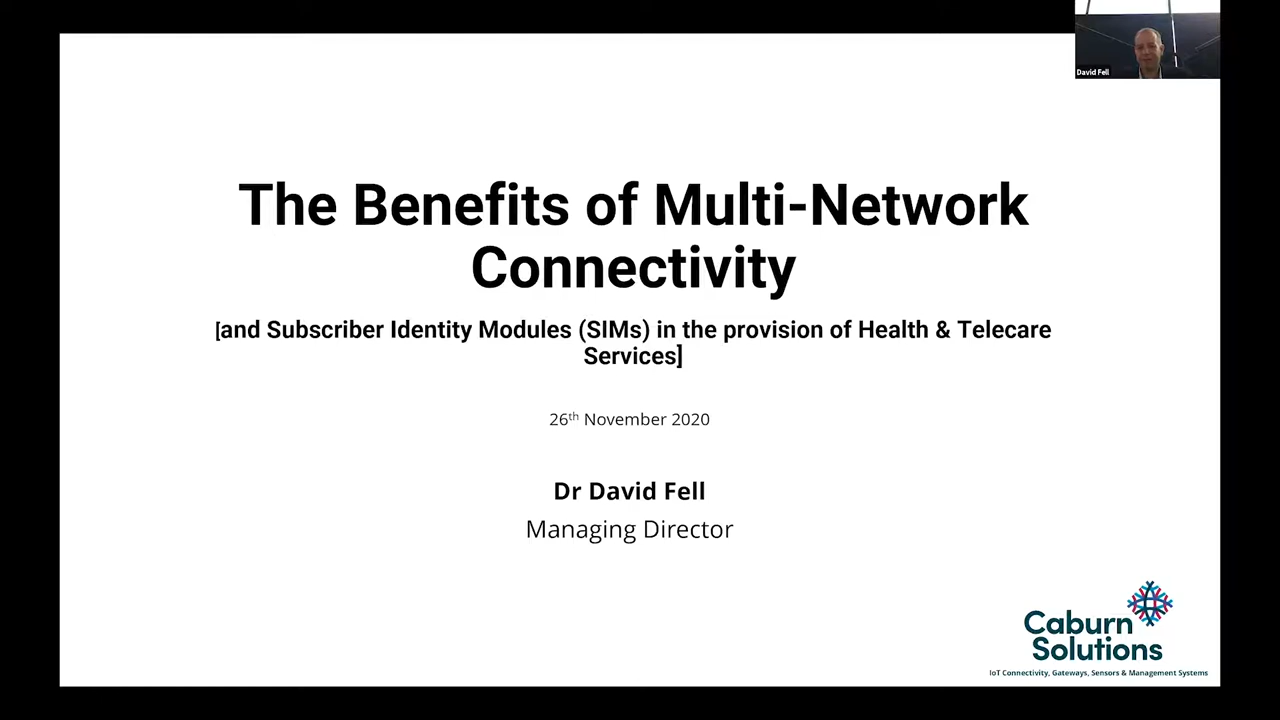 David Fell
The Benefits of Multi-Network
Connectivity
[and Subscriber Identity Modules (SIMs) in the provision of Health & Telecare
Services]
26th November 2020
Dr David Fell
Managing Director
Caburn
Solutions
IoT Connectivity, Gateways, Sensors & Management Systems